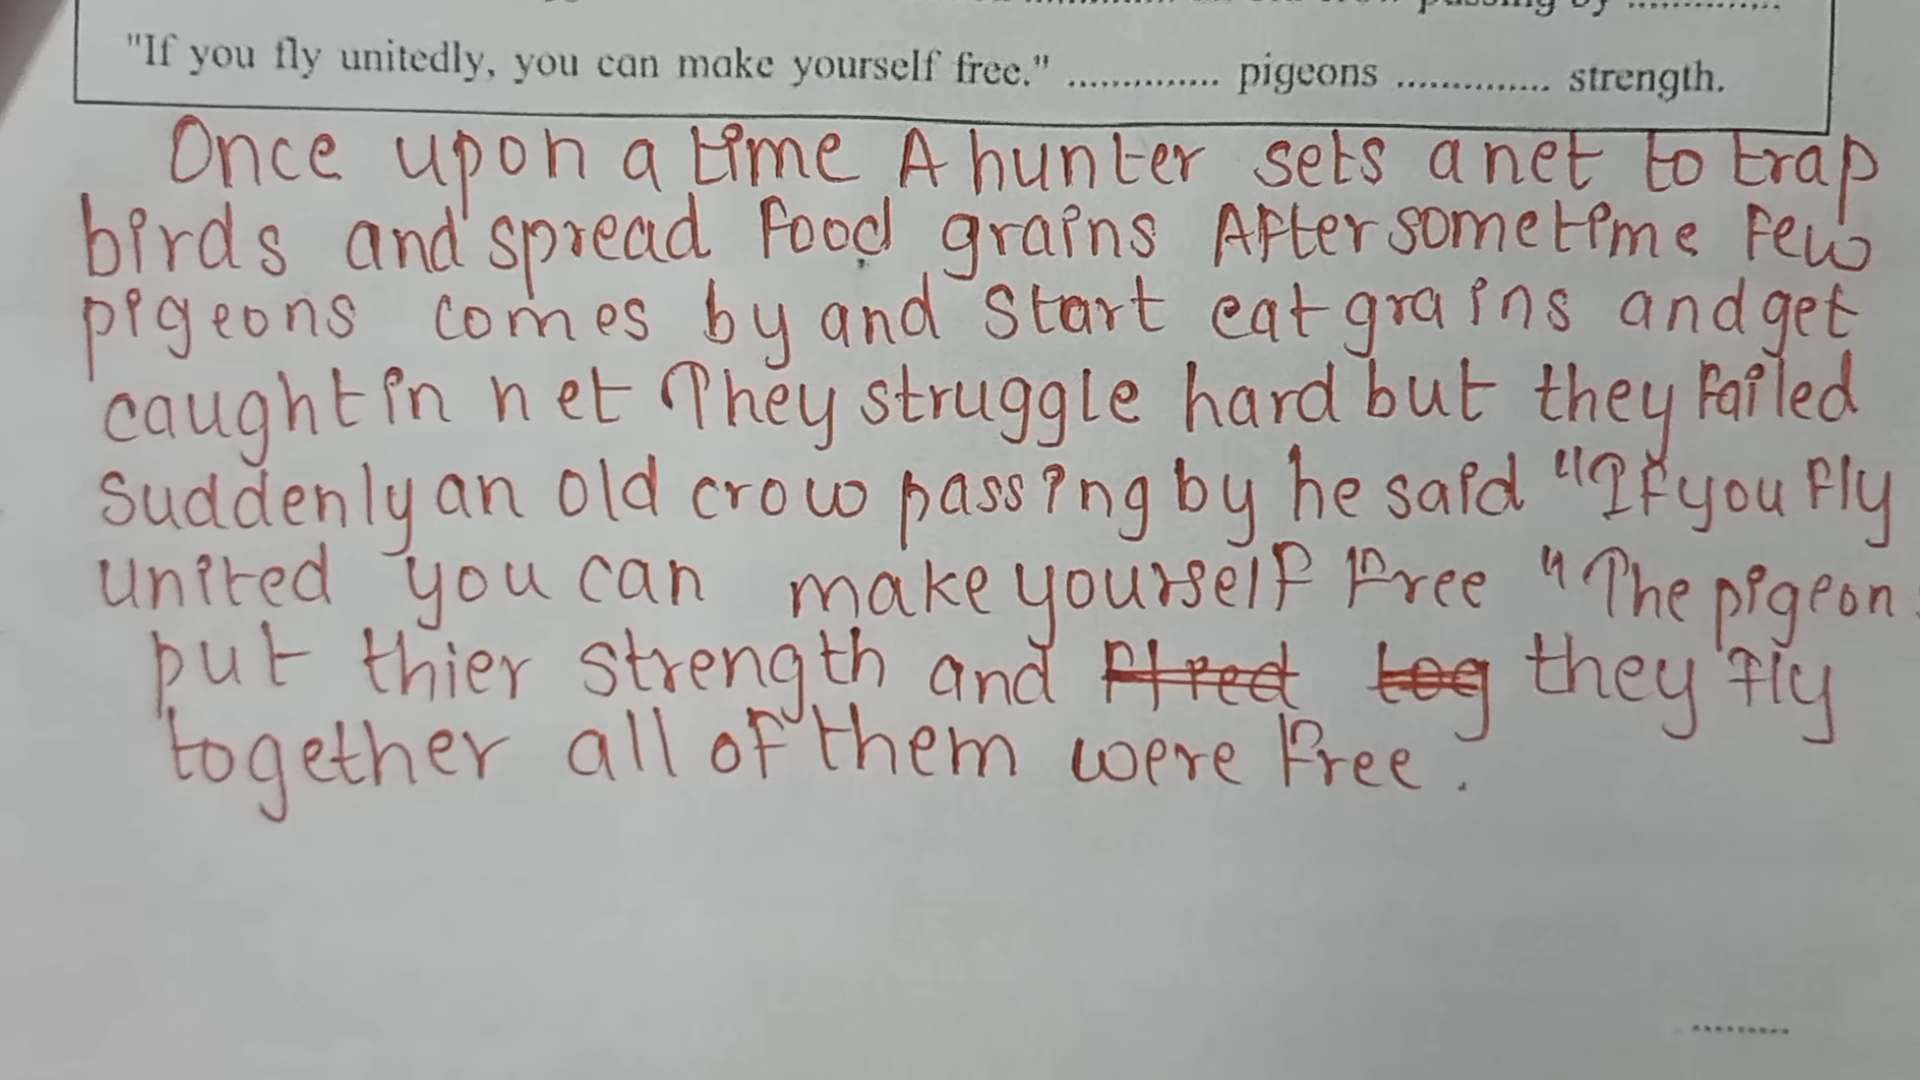 "If you fly unitedly, you can make yourself free." .............. pigeons .............. strength.
Once upon a time A hunter sets a net to trap
birds and spread food grains After sometime few
pigeons comes by and start eat grains and get
caught in net They struggle hard but they failed
suddenly an old crow passing by he said "If you fly
united you can make yourself free" The pigeons
put thier strength and they fly
together all of them were free.